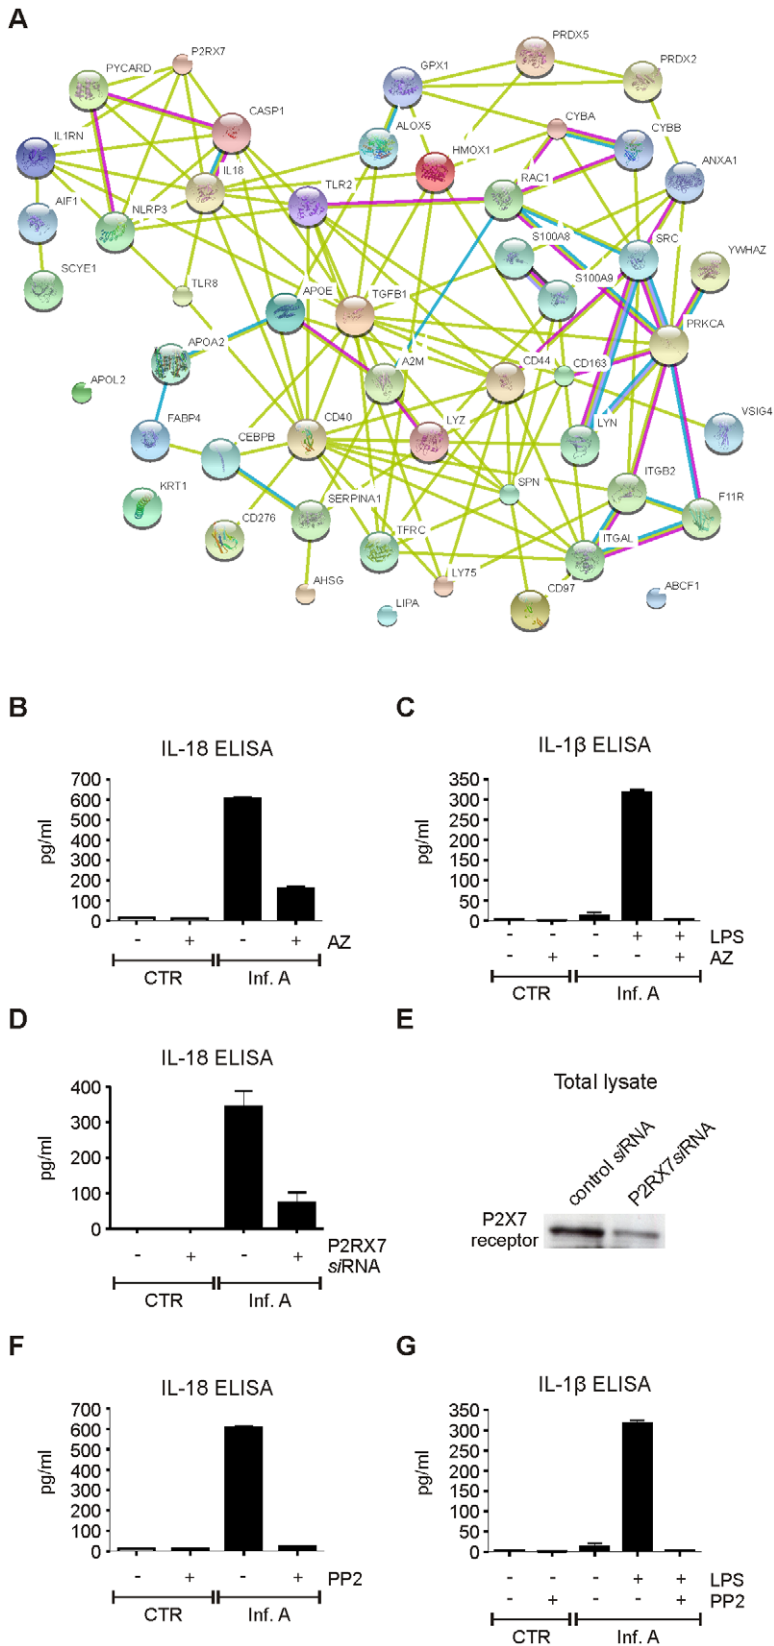 A
P2RX7
PRDX5
PYCARD
GPX1
PRDX2
CASP1
CYBA
ALOX5
CYBB
IL1RN
HMOX1
ANXA1
IL18
RAC1
TLR2
AIF1
NLRP3
S100A8
SRC
YWHAZ
SCYE1
S100A9
TLR8
APOE
TGFB1
PRKCA
APOA2
A2M
CD44
CD163
APOL2
VSIG4
FABP4
CD40
LYZ
LYN
CEBPB
ITGB2
KRT1
SPN
F11R
SERPINA1
CD276
TFRC
ITGAL
AHSG
LY75
CD97
ABCF1
LIPA
B
IL-18 ELISA
pg/ml
700
600
500
400
300
200
100
0
- + - + AZ
CTR Inf. A
C
IL-1β ELISA
pg/ml
350
300
250
200
150
100
50
0
- - - + + LPS
- + - - + AZ
CTR Inf. A
D
IL-18 ELISA
pg/ml
400
300
200
100
0
- + - + P2RX7
siRNA
CTR Inf. A
E
Total lysate
control siRNA
P2RX7siRNA
P2X7
receptor
F
IL-18 ELISA
pg/ml
700
600
500
400
300
200
100
0
- + - + PP2
CTR Inf. A
G
IL-1β ELISA
pg/ml
350
300
250
200
150
100
50
0
- - - + + LPS
- + - - + PP2
CTR Inf. A